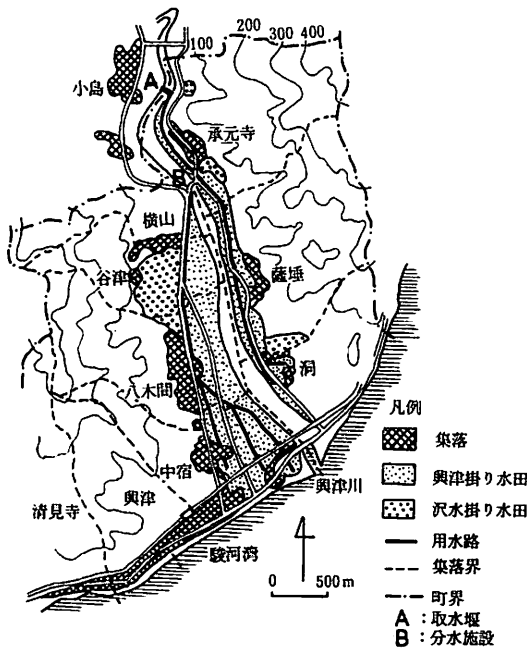 100
200
300
400
小島
A
承元寺
B
横山
谷津
薩埵
洞
八木間
中宿
興津
清見寺
興津川
駿河湾
0 500m
凡例
集落
興津掛り水田
沢水掛り水田
用水路
集落界
町界
A:取水堰
B:分水施設